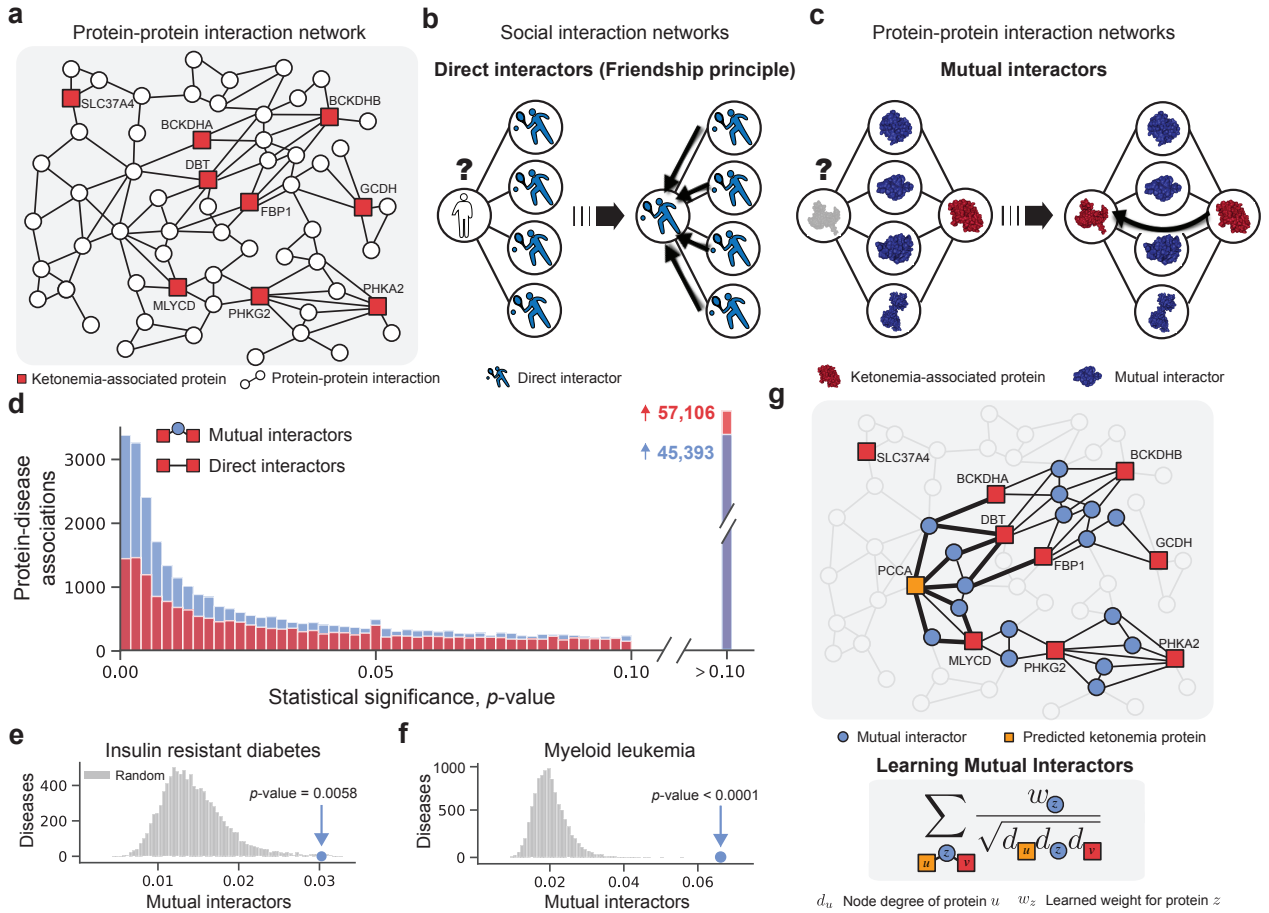 a
Protein-protein interaction network
SLC37A4
BCKDHB
BCKDHA
DBT
GCDH
FBP1
MLYCD
PHKG2
PHKA2
Ketonemia-associated protein
Protein-protein interaction
b
Social interaction networks
Direct interactors (Friendship principle)
?
Direct interactor
c
Protein-protein interaction networks
Mutual interactors
?
Ketonemia-associated protein
Mutual interactor
d
Protein-disease
associations
3000
2000
1000
0
Mutual interactors
Direct interactors
57,106
45,393
0.00
0.05
0.10
> 0.10
Statistical significance, p-value
e
Insulin resistant diabetes
Diseases
400
200
0
Random
p-value = 0.0058
0.01
0.02
0.03
Mutual interactors
f
Myeloid leukemia
Diseases
1000
500
0
p-value < 0.0001
0.02
0.04
0.06
Mutual interactors
g
SLC37A4
BCKDHB
BCKDHA
DBT
GCDH
PCCA
FBP1
MLYCD
PHKG2
PHKA2
Mutual interactor
Predicted ketonemia protein
Learning Mutual Interactors
∑ w_z / √(d_u d_z d_v)
u z v
d_u Node degree of protein u w_z Learned weight for protein z